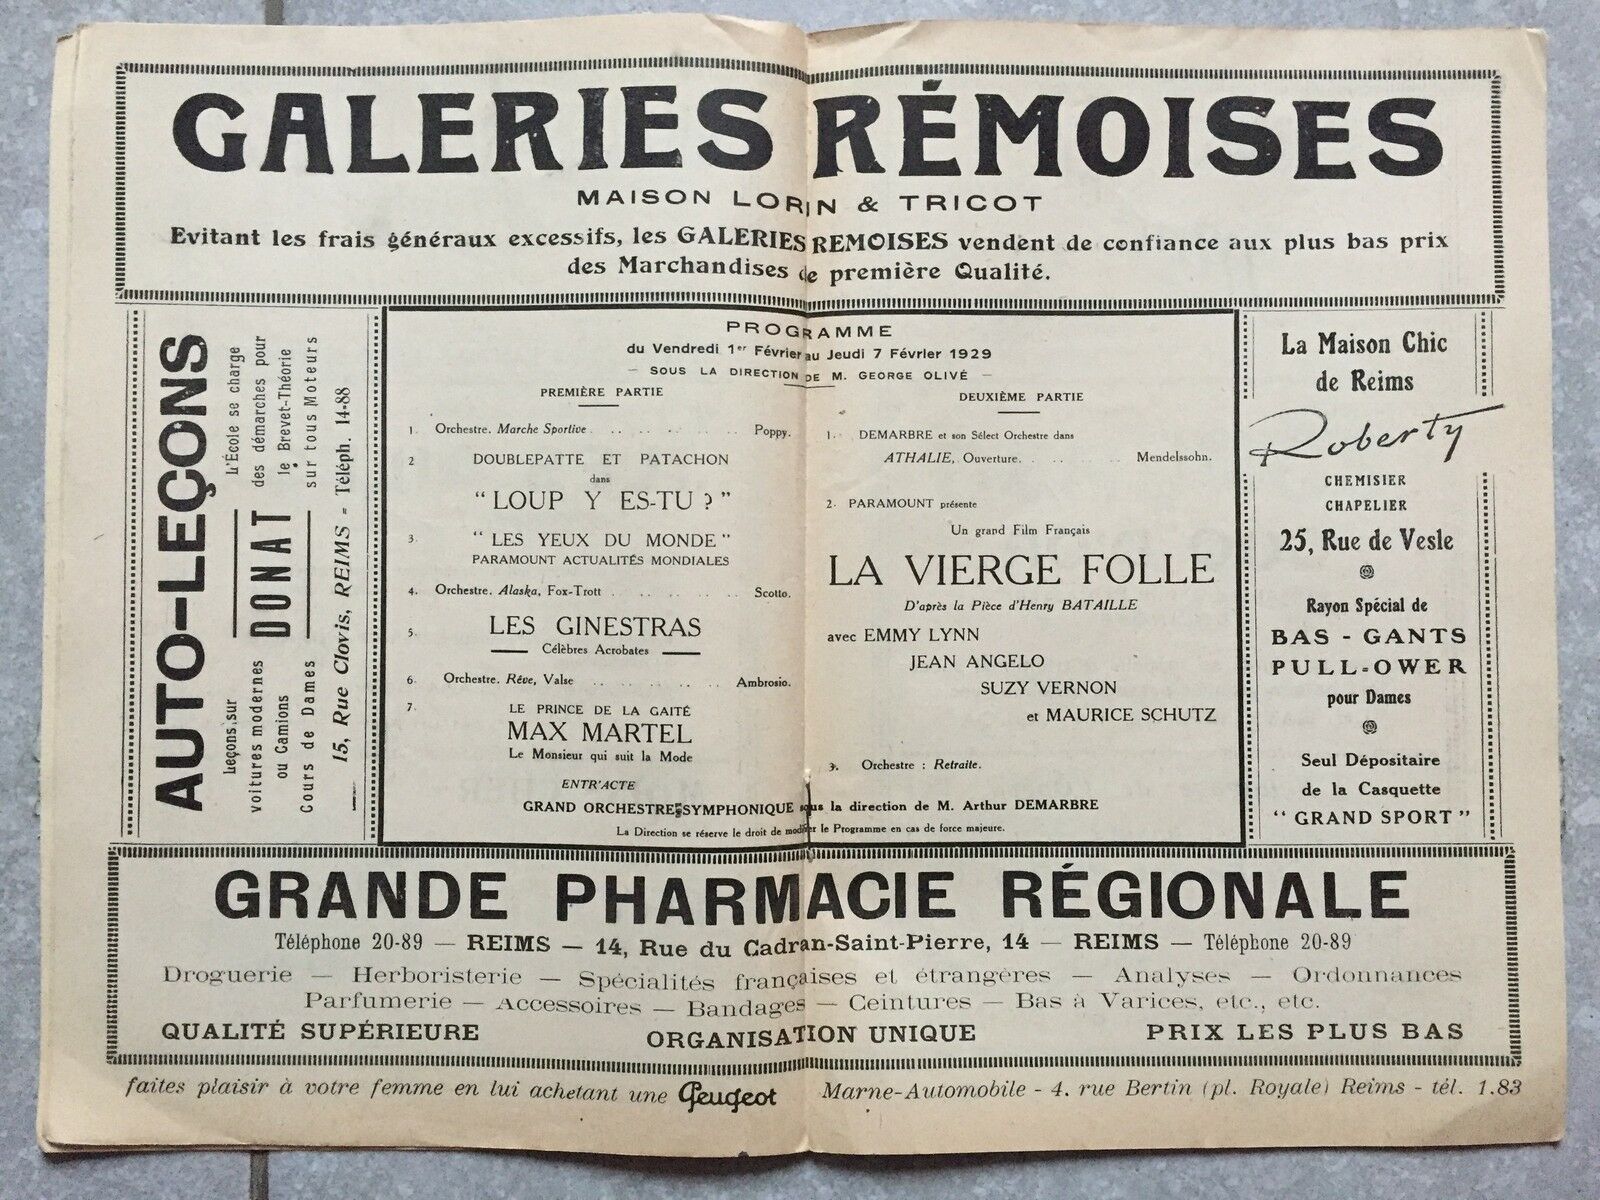 GALERIES RÉMOISES
MAISON LORIN & TRICOT
Evitant les frais généraux excessifs, les GALERIES REMOISES vendent de confiance aux plus bas prix
des Marchandises de première Qualité.
AUTO-LEÇONS
L'École se charge
des démarches pour
le Brevet-Théorie
sur tous Moteurs
DONAT
Leçons sur
voitures modernes
ou Camions
Cours de Dames
15, Rue Clovis, REIMS - Téléph. 14-88
PROGRAMME
du Vendredi 1er Février au Jeudi 7 Février 1929
— SOUS LA DIRECTION DE M. GEORGE OLIVÉ —
PREMIÈRE PARTIE
1. Orchestre. Marche Sportive . . . . . . . . . Poppy.
2 DOUBLEPATTE ET PATACHON
dans
“ LOUP Y ES-TU ? ”
3. “ LES YEUX DU MONDE ”
PARAMOUNT ACTUALITÉS MONDIALES
4. Orchestre. Alaska, Fox-Trott . . . . . . . . . Scotto.
5. LES GINESTRAS
Célèbres Acrobates
6. Orchestre. Rêve, Valse . . . . . . . . . Ambrosio.
7. LE PRINCE DE LA GAITÉ
MAX MARTEL
Le Monsieur qui suit la Mode
ENTR'ACTE
DEUXIÈME PARTIE
1. DEMARBRE et son Sélect Orchestre dans
ATHALIE, Ouverture. . . . . . . . Mendelssohn.
2. PARAMOUNT présente
Un grand Film Français
LA VIERGE FOLLE
D'après la Pièce d'Henry BATAILLE
avec EMMY LYNN
JEAN ANGELO
SUZY VERNON
et MAURICE SCHUTZ
3. Orchestre : Retraite.
GRAND ORCHESTRE SYMPHONIQUE sous la direction de M. Arthur DEMARBRE
La Direction se réserve le droit de modifier le Programme en cas de force majeure.
La Maison Chic
de Reims
Roberty
CHEMISIER
CHAPELIER
25, Rue de Vesle
Rayon Spécial de
BAS - GANTS
PULL-OWER
pour Dames
Seul Dépositaire
de la Casquette
“ GRAND SPORT ”
GRANDE PHARMACIE RÉGIONALE
Téléphone 20-89 — REIMS — 14, Rue du Cadran-Saint-Pierre, 14 — REIMS — Téléphone 20-89
Droguerie — Herboristerie — Spécialités françaises et étrangères — Analyses — Ordonnances
Parfumerie — Accessoires — Bandages — Ceintures — Bas à Varices, etc., etc.
QUALITÉ SUPÉRIEURE ORGANISATION UNIQUE PRIX LES PLUS BAS
faites plaisir à votre femme en lui achetant une Peugeot Marne-Automobile - 4, rue Bertin (pl. Royale) Reims - tél. 1.83